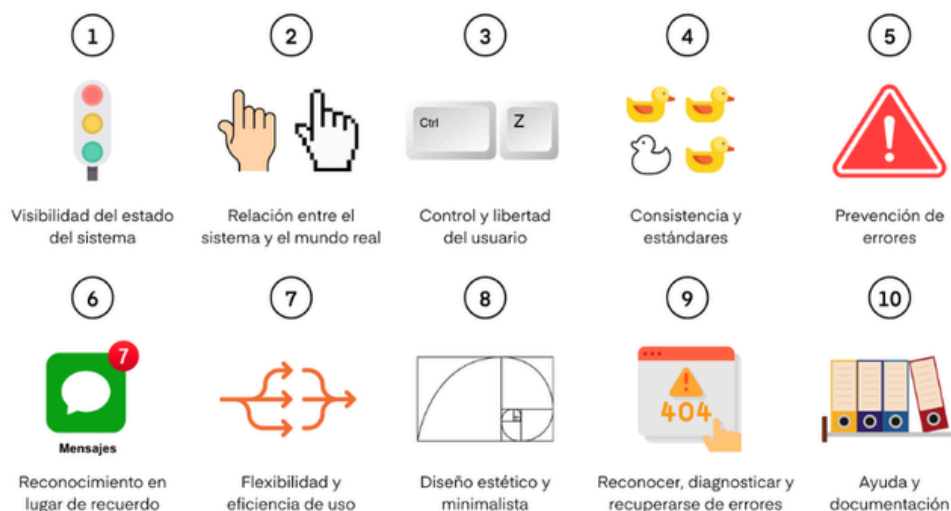 1
2
3
4
5
Ctrl
Z
Visibilidad del estado
del sistema
Relación entre el
sistema y el mundo real
Control y libertad
del usuario
Consistencia y
estándares
Prevención de
errores
6
7
8
9
10
7
Mensajes
404
Reconocimiento en
lugar de recuerdo
Flexibilidad y
eficiencia de uso
Diseño estético y
minimalista
Reconocer, diagnosticar y
recuperarse de errores
Ayuda y
documentación